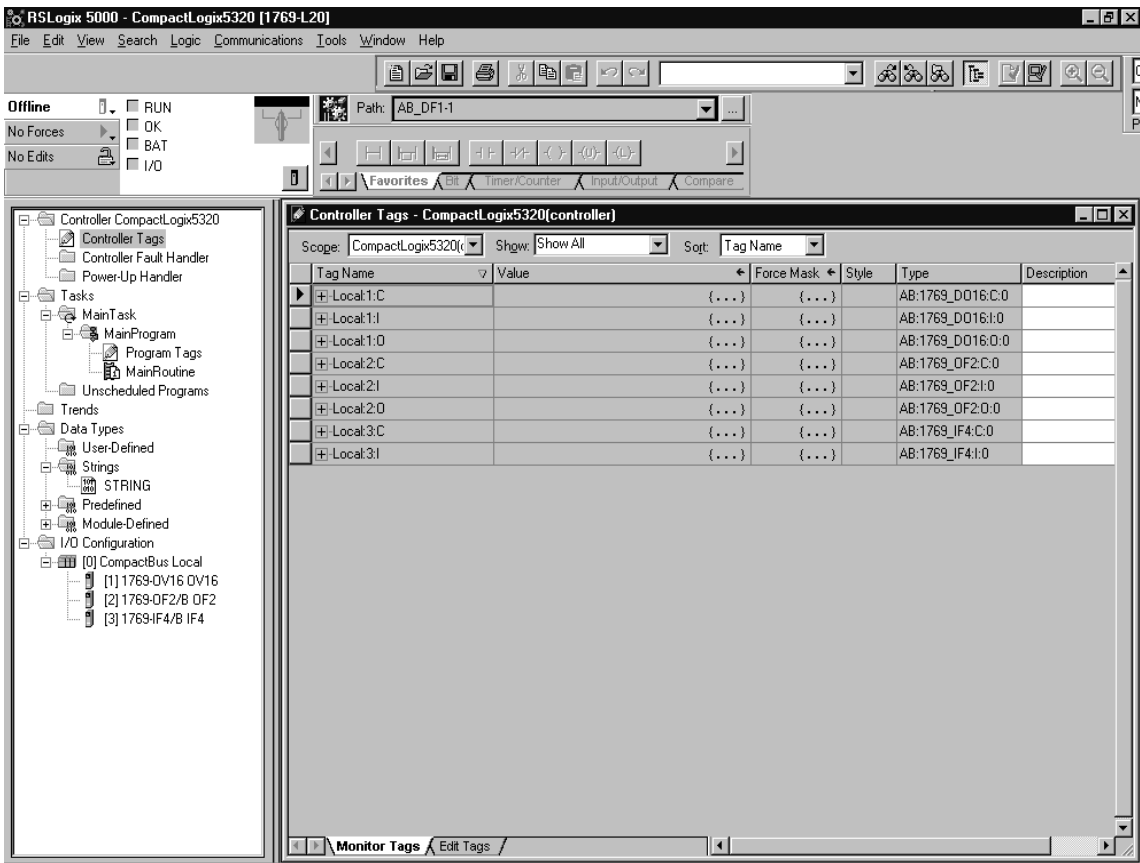 RSLogix 5000 - CompactLogix5320 [1769-L20]
File Edit View Search Logic Communications Tools Window Help
Offline
RUN
No Forces
OK
BAT
No Edits
I/O
Path: AB_DF1-1
Favorites Bit Timer/Counter Input/Output Compare
Controller CompactLogix5320
Controller Tags
Controller Fault Handler
Power-Up Handler
Tasks
MainTask
MainProgram
Program Tags
MainRoutine
Unscheduled Programs
Trends
Data Types
User-Defined
Strings
STRING
Predefined
Module-Defined
I/O Configuration
[0] CompactBus Local
[1] 1769-OV16 OV16
[2] 1769-OF2/B OF2
[3] 1769-IF4/B IF4
Controller Tags - CompactLogix5320(controller)
Scope: CompactLogix5320(c Show: Show All Sort: Tag Name
Tag Name Value Force Mask Style Type Description
Local:1:C {...} {...} AB:1769_DO16:C:0
Local:1:I {...} {...} AB:1769_DO16:I:0
Local:1:O {...} {...} AB:1769_DO16:O:0
Local:2:C {...} {...} AB:1769_OF2:C:0
Local:2:I {...} {...} AB:1769_OF2:I:0
Local:2:O {...} {...} AB:1769_OF2:O:0
Local:3:C {...} {...} AB:1769_IF4:C:0
Local:3:I {...} {...} AB:1769_IF4:I:0
Monitor Tags Edit Tags